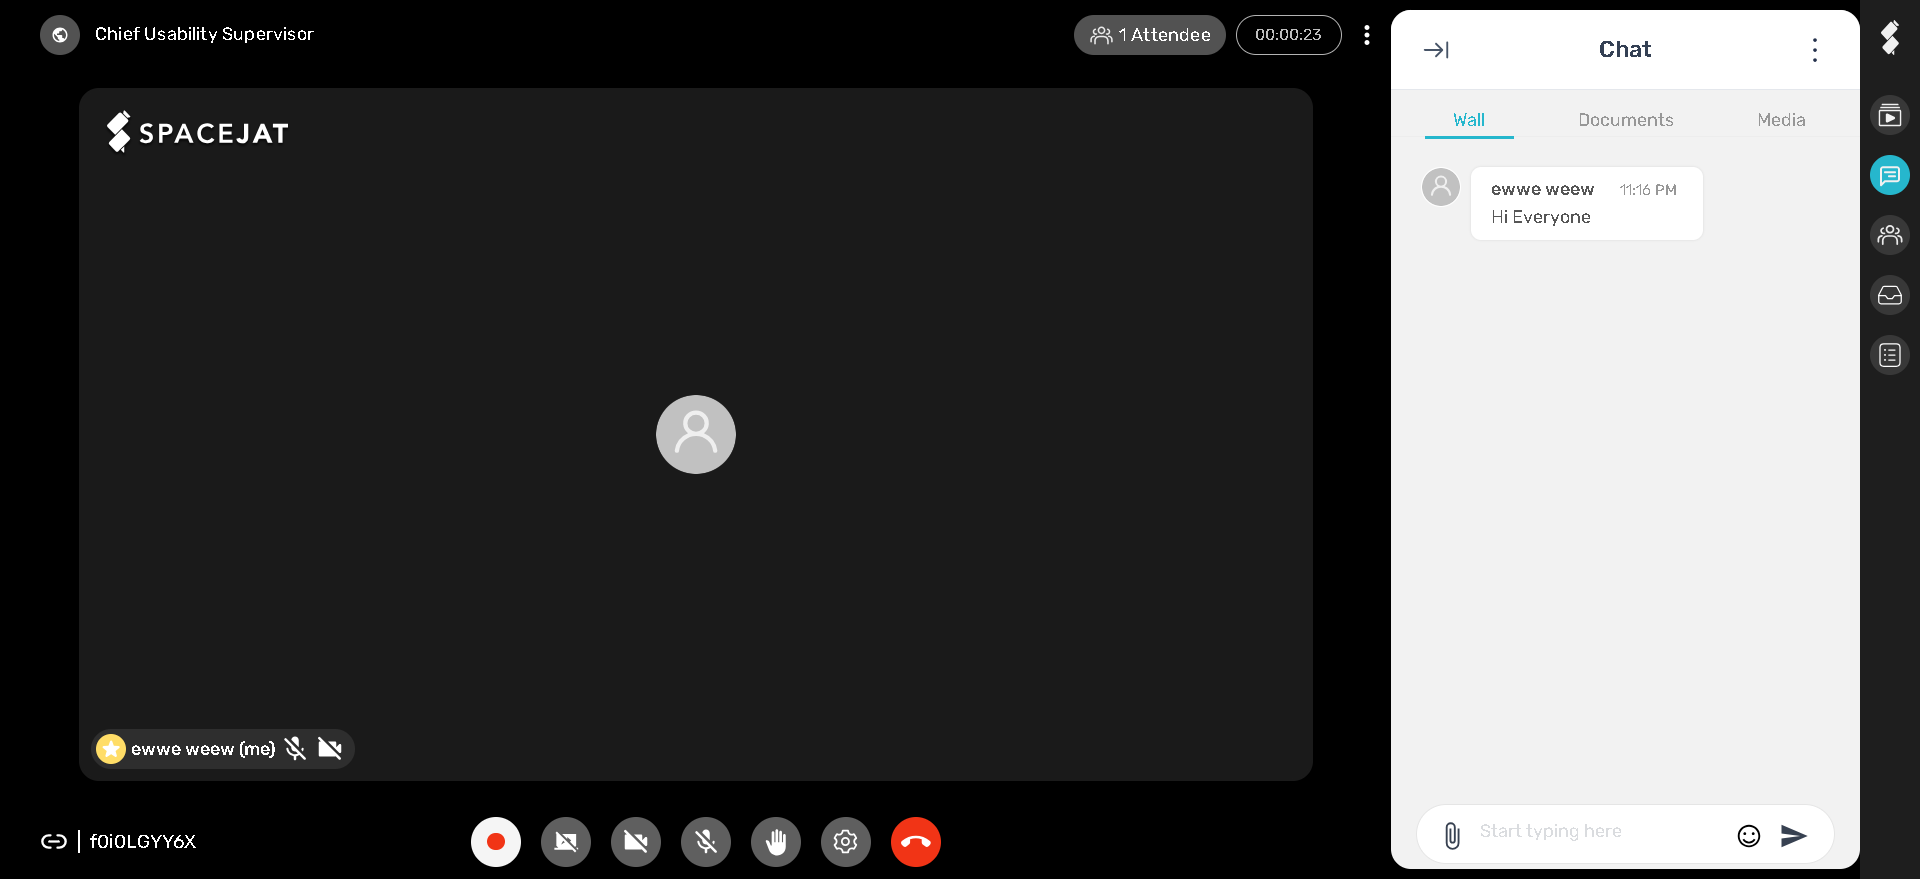 Chief Usability Supervisor
1 Attendee
00:00:23
SPACEJAT
ewwe weew (me)
f0i0LGYY6X
Chat
Wall
Documents
Media
ewwe weew 11:16 PM
Hi Everyone
Start typing here